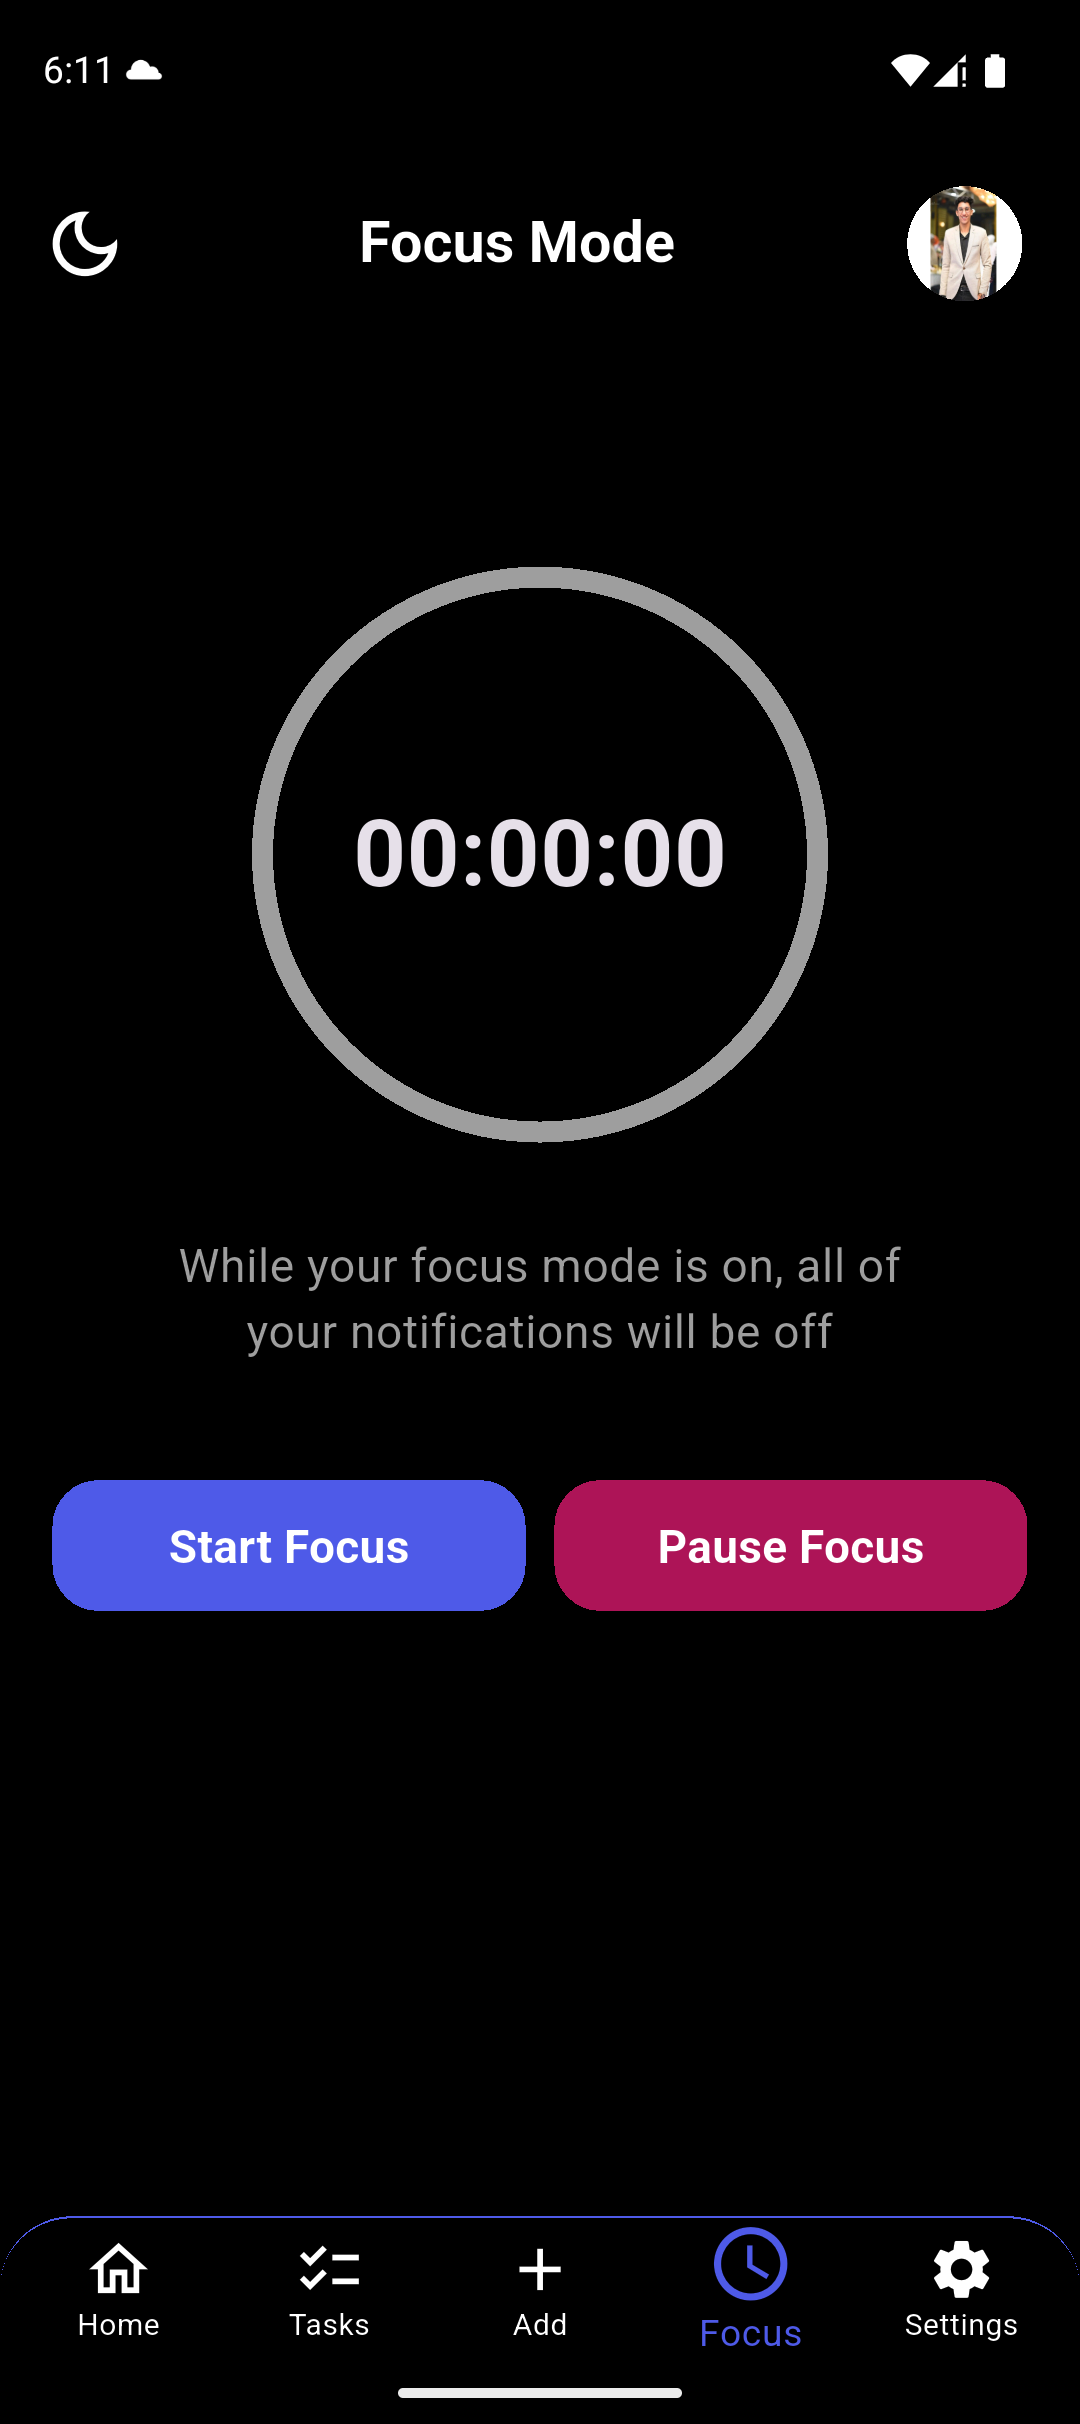 6:11
Focus Mode
00:00:00
While your focus mode is on, all of
your notifications will be off
Start Focus
Pause Focus
Home
Tasks
Add
Focus
Settings